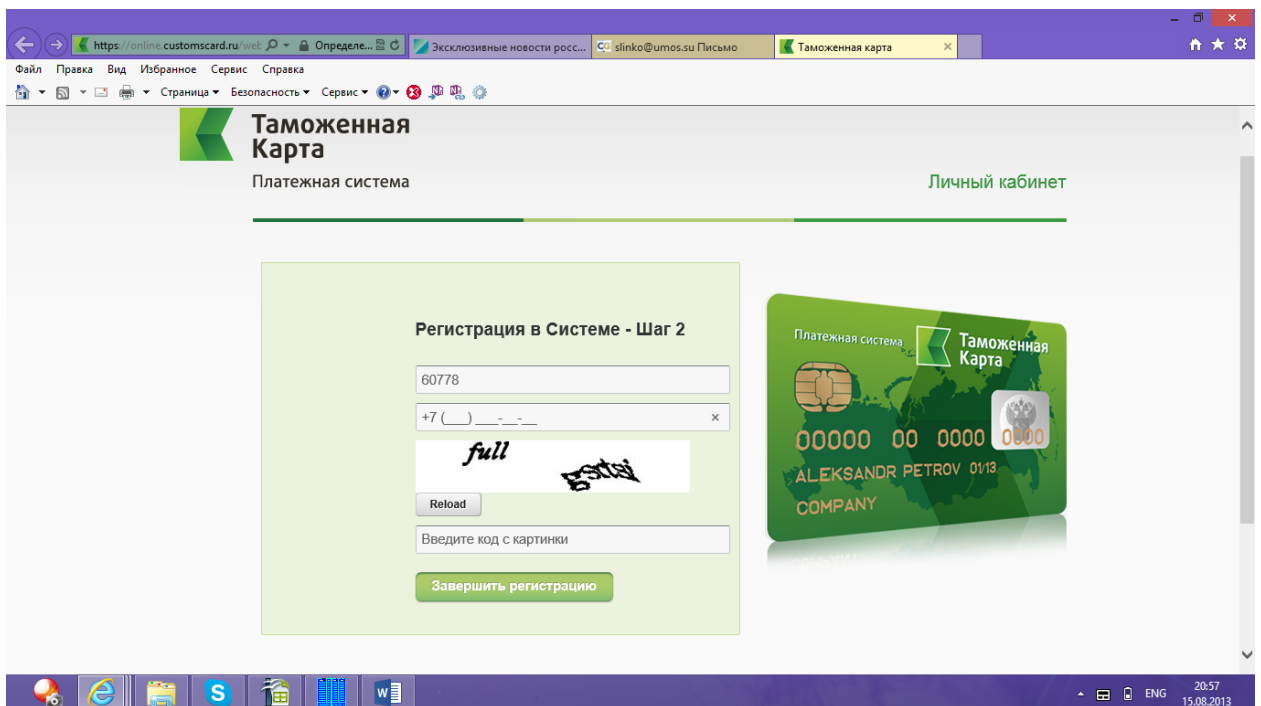 https://online.customscard.ru/web
Определе...
Эксклюзивные новости росс...
slinko@umos.su Письмо
Таможенная карта
Файл Правка Вид Избранное Сервис Справка
Страница Безопасность Сервис
Таможенная
Карта
Платежная система
Личный кабинет
Регистрация в Системе - Шаг 2
60778
+7 (___) ___-__-__
full
Reload
Введите код с картинки
Завершить регистрацию
Платежная система
Таможенная
Карта
00000 00 0000 0000
ALEKSANDR PETROV 01/13
COMPANY
ENG
20:57
15.08.2013